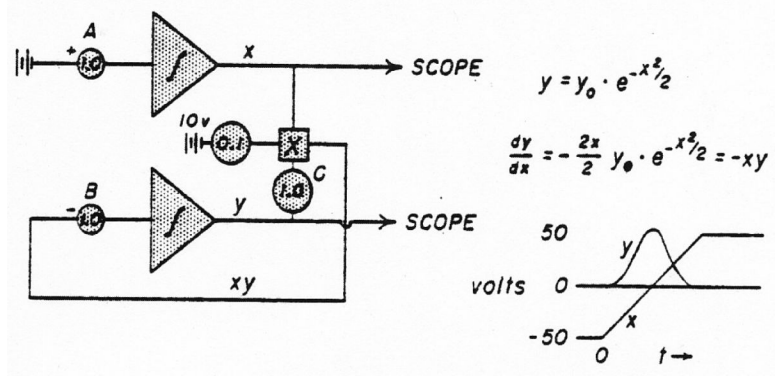 A
+ 1.0
∫
x
SCOPE
10v
0.1
X
C
1.0
B
- 1.0
∫
y
SCOPE
xy
y = y₀ · e^{-x²/2}
dy/dx = - 2x/2 y₀ · e^{-x²/2} = -xy
50
y
volts 0
x
-50
0 t→